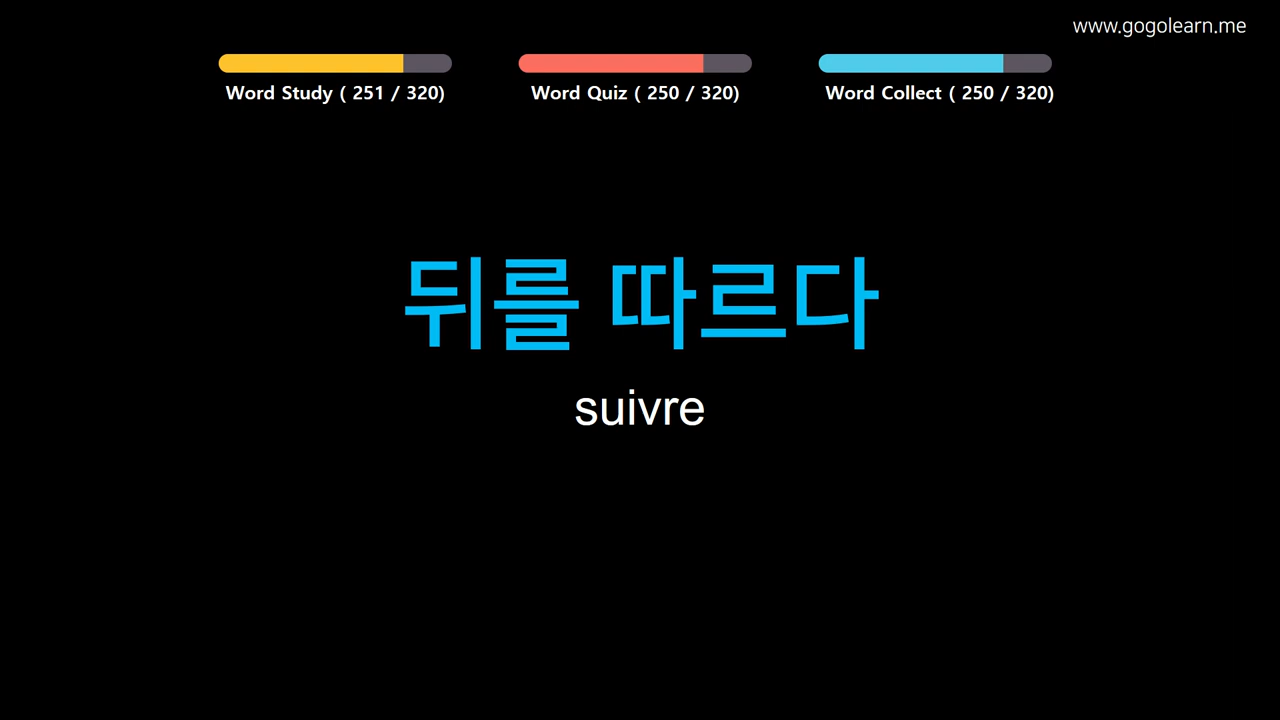 www.gogolearn.me
Word Study ( 251 / 320)
Word Quiz ( 250 / 320)
Word Collect ( 250 / 320)
뒤를 따르다
suivre